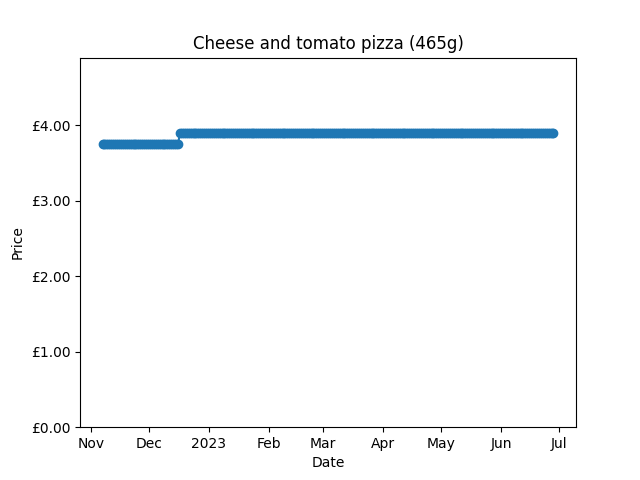 Cheese and tomato pizza (465g)
£4.00
£3.00
£2.00
£1.00
£0.00
Price
Nov Dec 2023 Feb Mar Apr May Jun Jul
Date